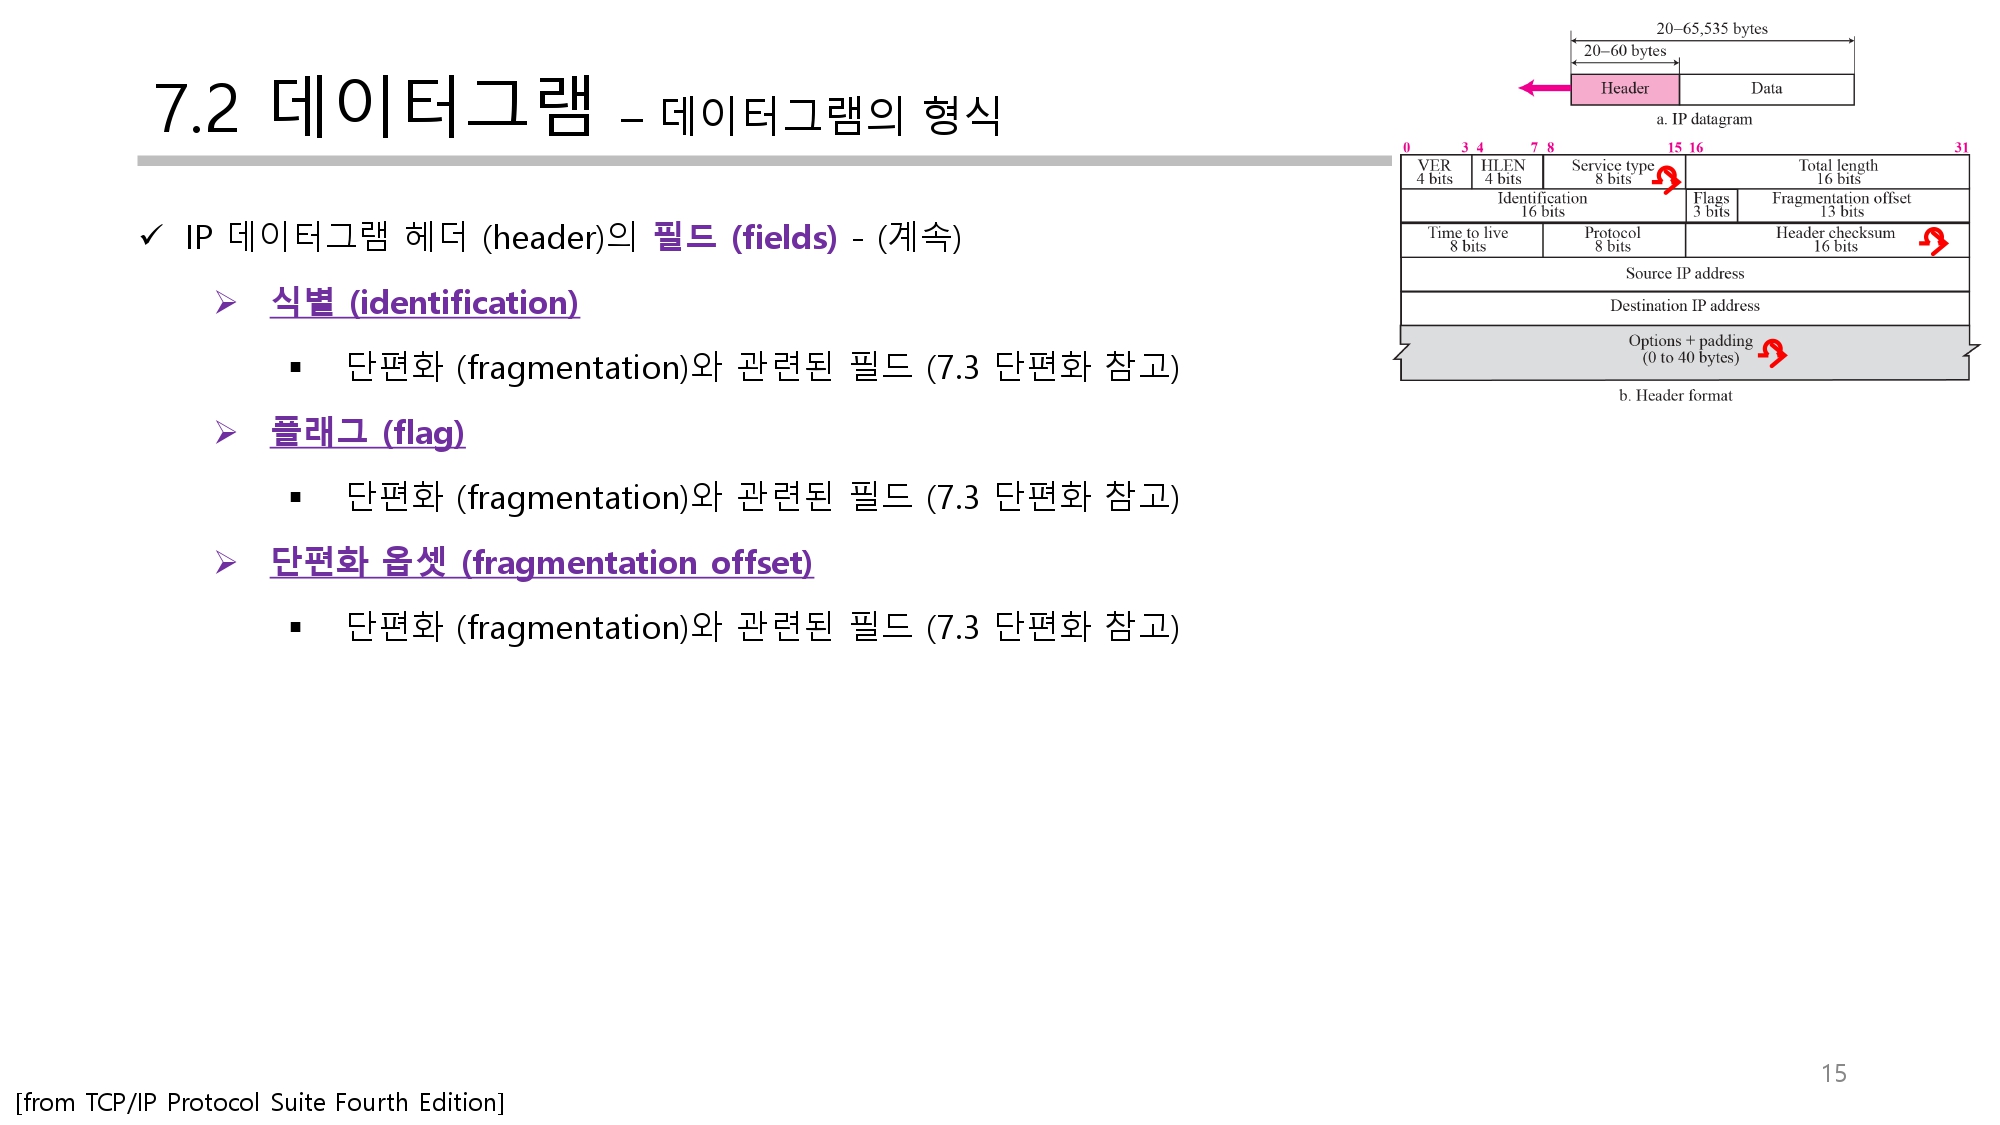 7.2 데이터그램 – 데이터그램의 형식
20–65,535 bytes
20–60 bytes
Header Data
a. IP datagram
0 3 4 7 8 15 16 31
VER HLEN Service type Total length
4 bits 4 bits 8 bits 16 bits
Identification Flags Fragmentation offset
16 bits 3 bits 13 bits
Time to live Protocol Header checksum
8 bits 8 bits 16 bits
Source IP address
Destination IP address
Options + padding
(0 to 40 bytes)
b. Header format
✓ IP 데이터그램 헤더 (header)의 필드 (fields) - (계속)
➢ 식별 (identification)
▪ 단편화 (fragmentation)와 관련된 필드 (7.3 단편화 참고)
➢ 플래그 (flag)
▪ 단편화 (fragmentation)와 관련된 필드 (7.3 단편화 참고)
➢ 단편화 옵셋 (fragmentation offset)
▪ 단편화 (fragmentation)와 관련된 필드 (7.3 단편화 참고)
15
[from TCP/IP Protocol Suite Fourth Edition]